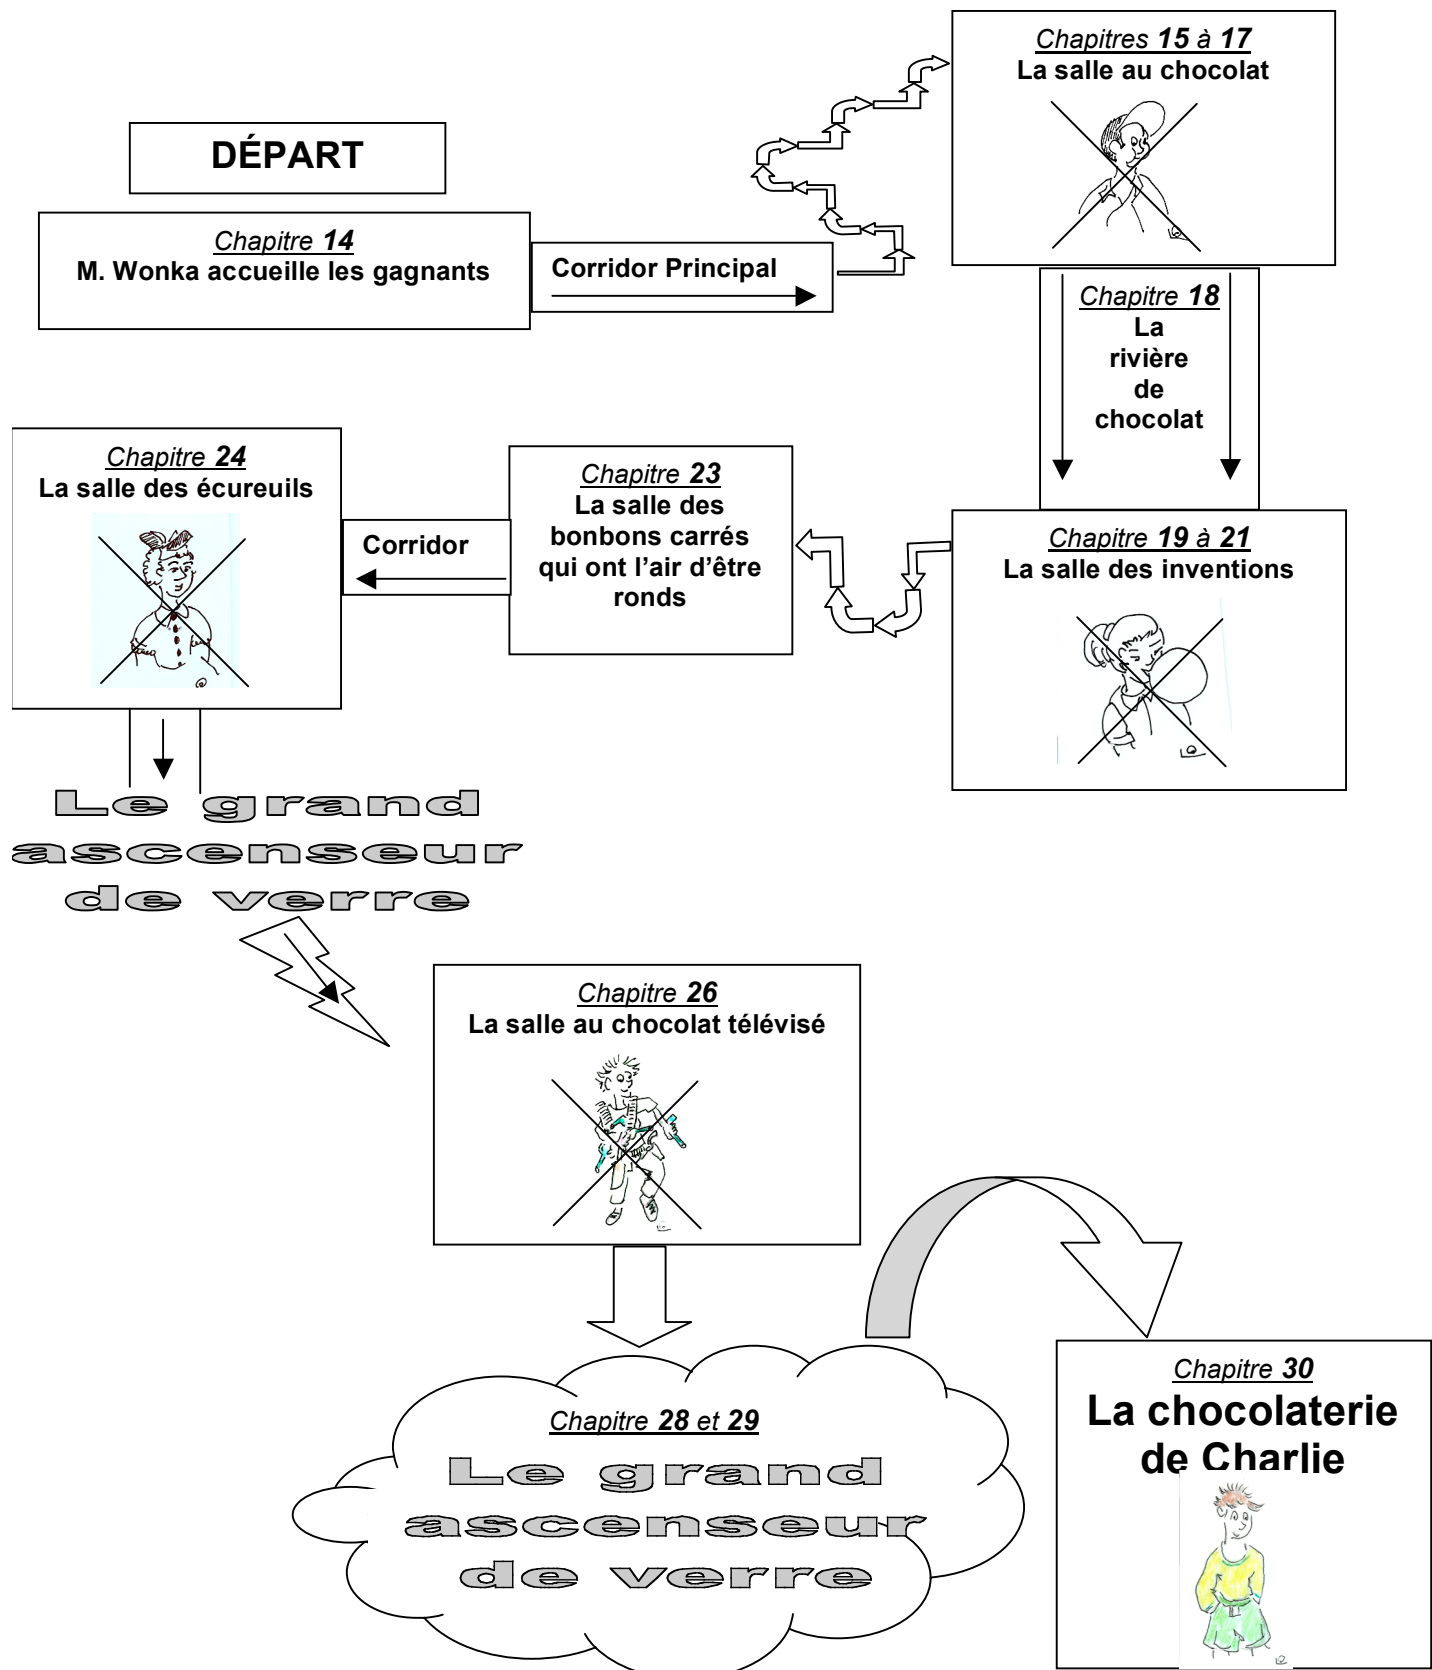 DÉPART
Chapitre 14
M. Wonka accueille les gagnants
Corridor Principal
Chapitres 15 à 17
La salle au chocolat
Chapitre 18
La
rivière
de
chocolat
Chapitre 19 à 21
La salle des inventions
Chapitre 23
La salle des
bonbons carrés
qui ont l'air d'être
ronds
Corridor
Chapitre 24
La salle des écureuils
Le grand
ascenseur
de verre
Chapitre 26
La salle au chocolat télévisé
Chapitre 28 et 29
Le grand
ascenseur
de verre
Chapitre 30
La chocolaterie
de Charlie